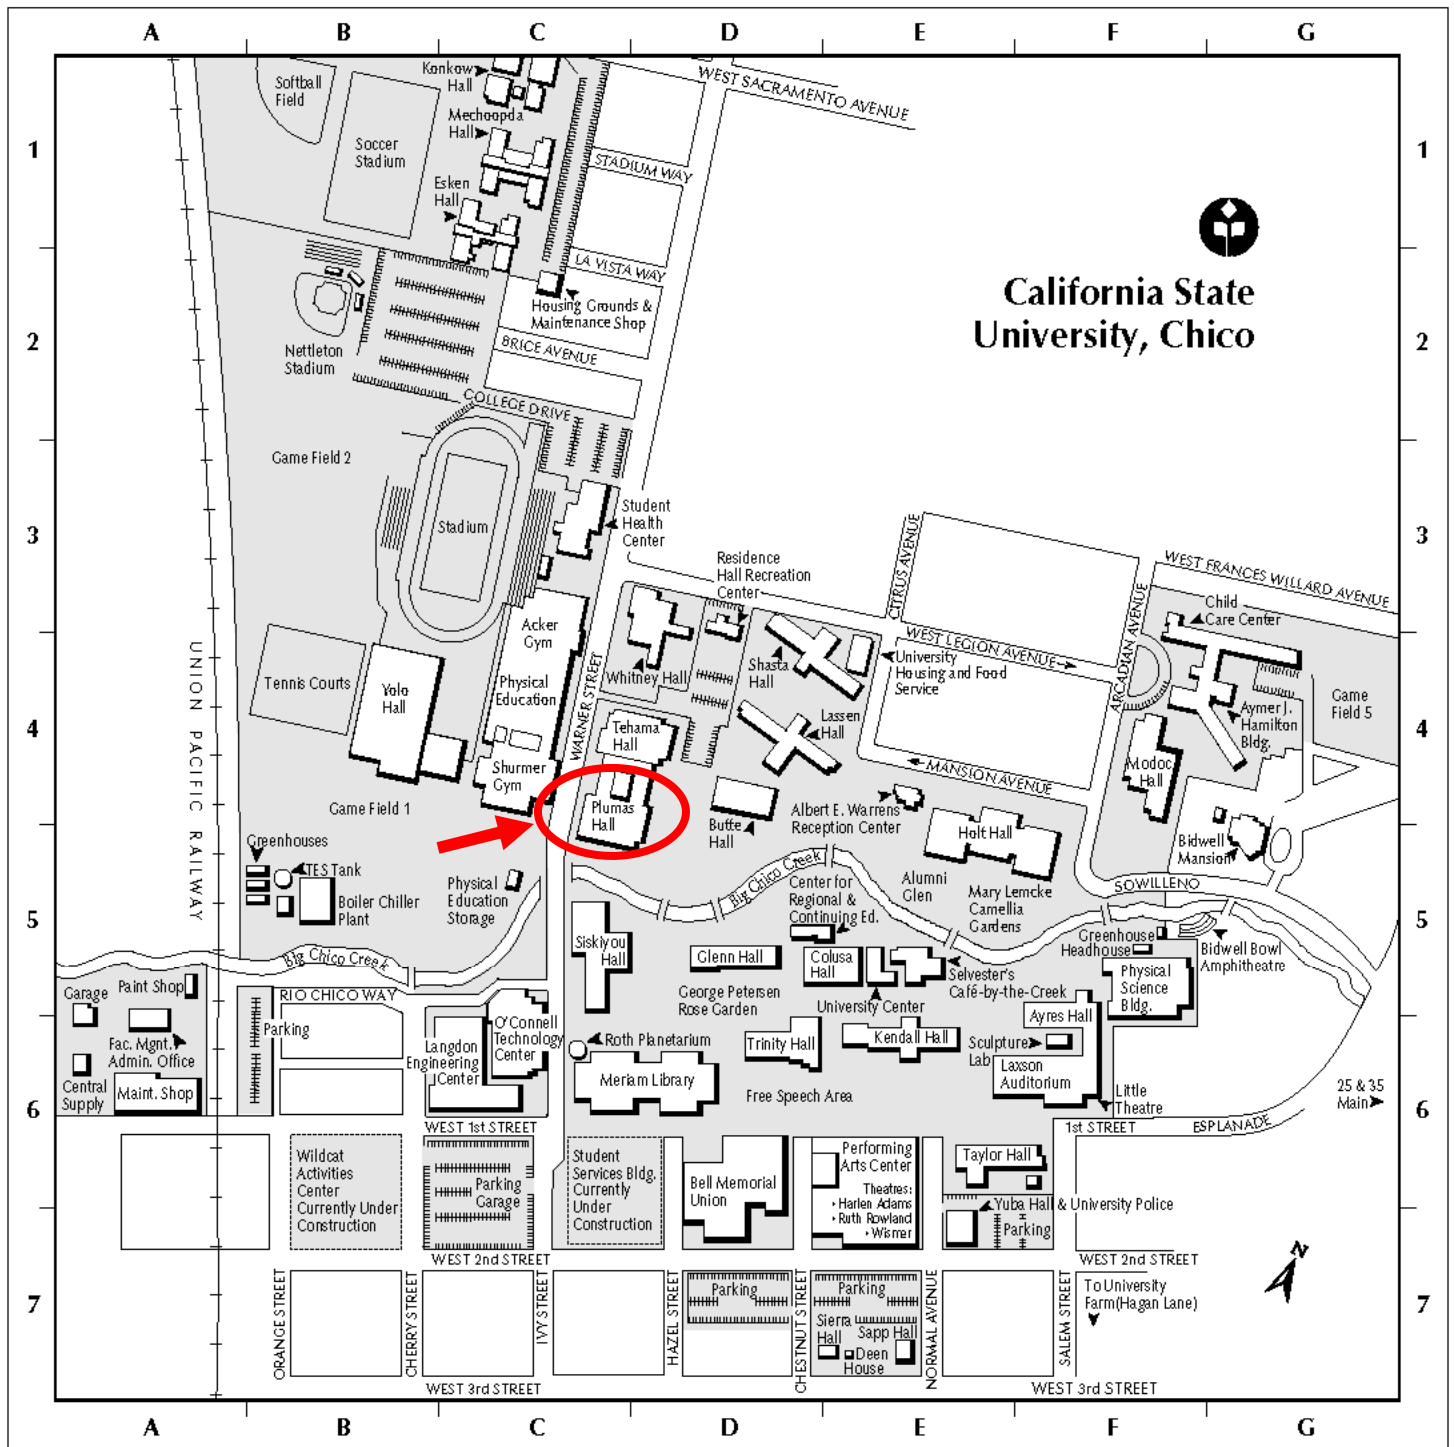 A B C D E F G
1 1
2 2
3 3
4 4
5 5
6 6
7 7
California State
University, Chico
WEST SACRAMENTO AVENUE
Konkow
Hall
Softball
Field
Mechoopda
Hall
Soccer
Stadium
STADIUM WAY
Esken
Hall
LA VISTA WAY
Housing Grounds &
Maintenance Shop
BRICE AVENUE
Nettleton
Stadium
COLLEGE DRIVE
Game Field 2
Stadium
Student
Health
Center
Residence
Hall Recreation
Center
CITRUS AVENUE
WEST FRANCES WILLARD AVENUE
Child
Care Center
ARCADIAN AVENUE
WEST LEGION AVENUE
University
Housing and Food
Service
Acker
Gym
UNION PACIFIC RAILWAY
WARNER STREET
Whitney Hall
Shasta
Hall
Tennis Courts
Yolo
Hall
Physical
Education
Game
Field 5
Aymer J.
Hamilton
Bldg.
Lassen
Hall
Tehama
Hall
Modoc
Hall
MANSION AVENUE
Shurmer
Gym
Plumas
Hall
Game Field 1
Butte
Hall
Albert E. Warrens
Reception Center
Holt Hall
Bidwell
Mansion
Greenhouses
TES Tank
Boiler Chiller
Plant
Physical
Education
Storage
Big Chico Creek
Center for
Regional &
Continuing Ed.
Alumni
Glen
Mary Lemcke
Camellia
Gardens
SOWILLENO
Siskiyou
Hall
Glenn Hall
Colusa
Hall
Greenhouse
Headhouse
Bidwell Bowl
Amphitheatre
Big Chico Creek
Selvester's
Café-by-the-Creek
Physical
Science
Bldg.
Garage
Paint Shop
RIO CHICO WAY
George Petersen
Rose Garden
University Center
Ayres Hall
Parking
O'Connell
Technology
Center
Langdon
Engineering
Center
Roth Planetarium
Trinity Hall
Kendall Hall
Sculpture
Lab
Fac. Mgnt.
Admin. Office
Central
Supply
Maint. Shop
Meriam Library
Free Speech Area
Laxson
Auditorium
Little
Theatre
25 & 35
Main
WEST 1st STREET
1st STREET
ESPLANADE
Wildcat
Activities
Center
Currently Under
Construction
Parking
Garage
Student
Services Bldg.
Currently
Under
Construction
Bell Memorial
Union
Performing
Arts Center
Theatres:
Harlen Adams
Ruth Rowland
Wismer
Taylor Hall
Yuba Hall & University Police
Parking
WEST 2nd STREET
WEST 2nd STREET
ORANGE STREET
CHERRY STREET
IVY STREET
HAZEL STREET
Parking
CHESTNUT STREET
Parking
Sierra
Hall
Sapp Hall
Deen
House
NORMAL AVENUE
SALEM STREET
To University
Farm(Hagan Lane)
N
WEST 3rd STREET
WEST 3rd STREET
A B C D E F G